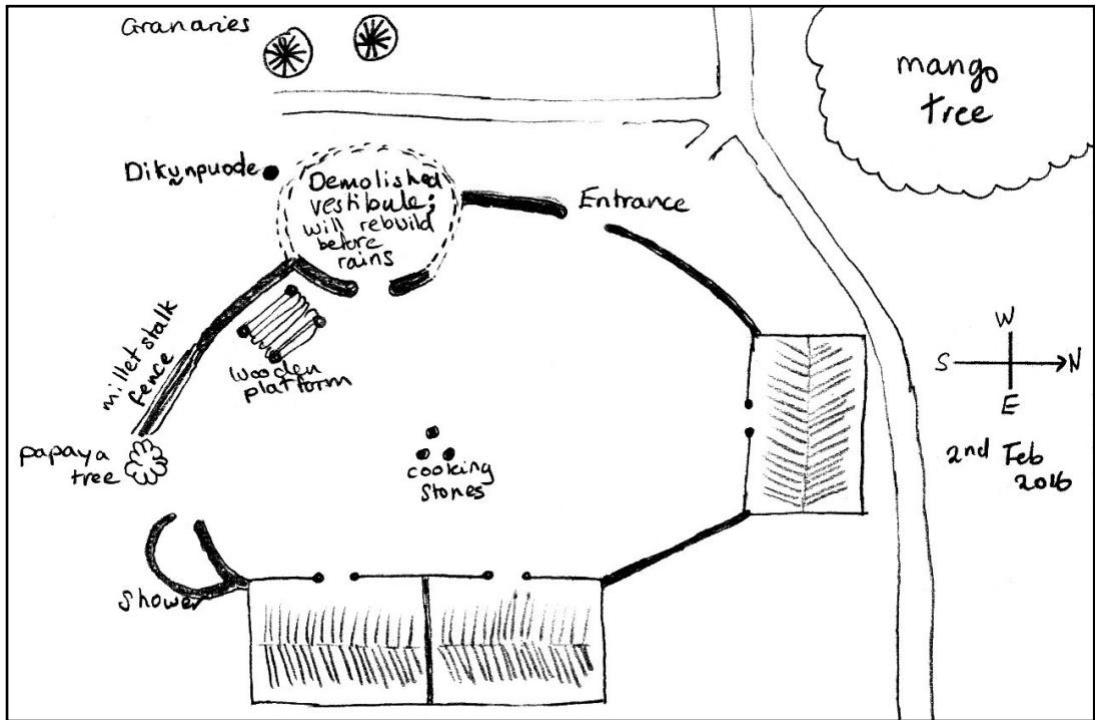 Granaries
mango
tree
Dikṵnpuode
Demolished
vestibule;
will rebuild
before
rains
Entrance
millet stalk
fence
wooden
platform
W
S
N
E
papaya
tree
cooking
stones
2nd Feb
2016
Shower